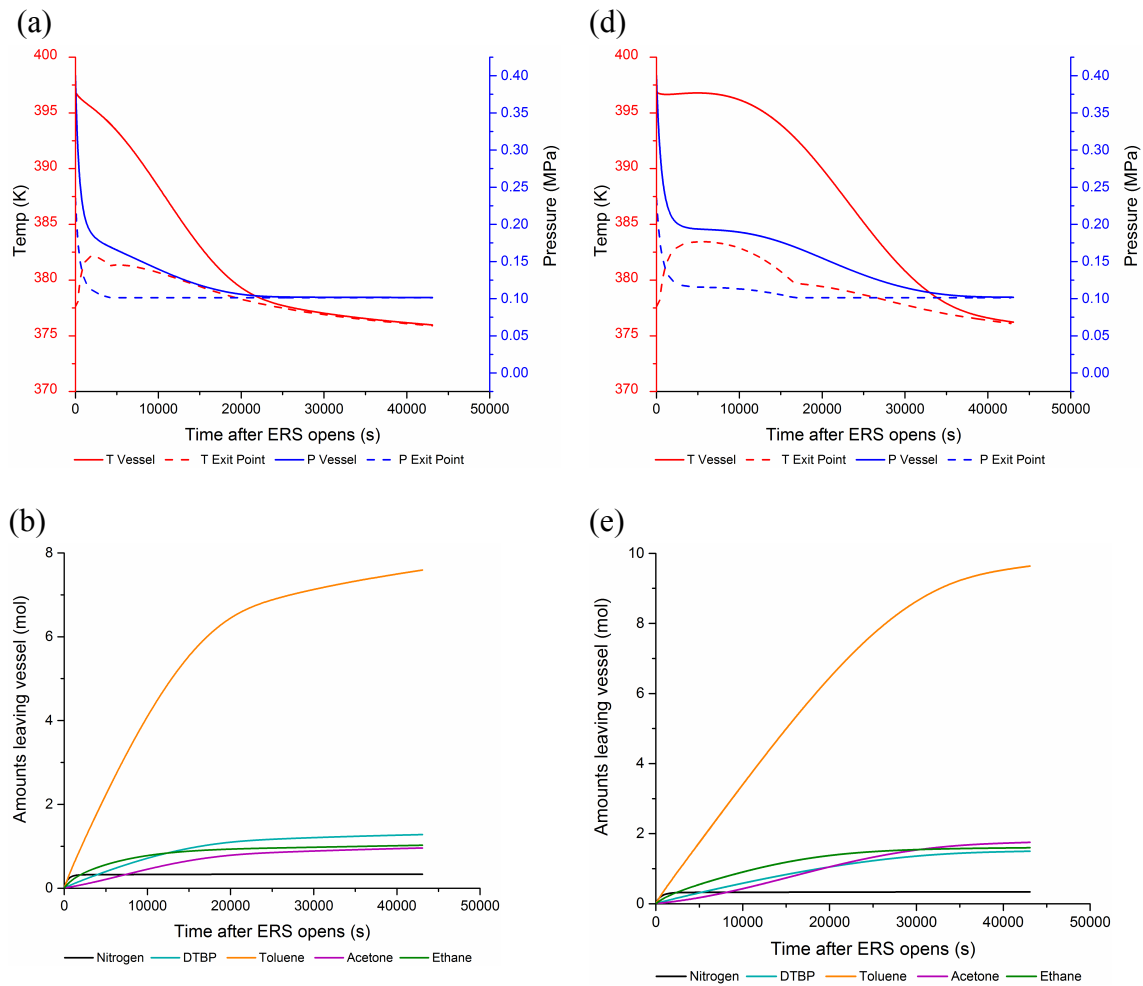 (a)
400
395
390
385
380
375
370
Temp (K)
0.40
0.35
0.30
0.25
0.20
0.15
0.10
0.05
0.00
Pressure (MPa)
0 10000 20000 30000 40000 50000
Time after ERS opens (s)
T Vessel T Exit Point P Vessel P Exit Point
(d)
400
395
390
385
380
375
370
Temp (K)
0.40
0.35
0.30
0.25
0.20
0.15
0.10
0.05
0.00
Pressure (MPa)
0 10000 20000 30000 40000 50000
Time after ERS opens (s)
T Vessel T Exit Point P Vessel P Exit Point
(b)
8
6
4
2
0
Amounts leaving vessel (mol)
0 10000 20000 30000 40000 50000
Time after ERS opens (s)
Nitrogen DTBP Toluene Acetone Ethane
(e)
10
8
6
4
2
0
Amounts leaving vessel (mol)
0 10000 20000 30000 40000 50000
Time after ERS opens (s)
Nitrogen DTBP Toluene Acetone Ethane